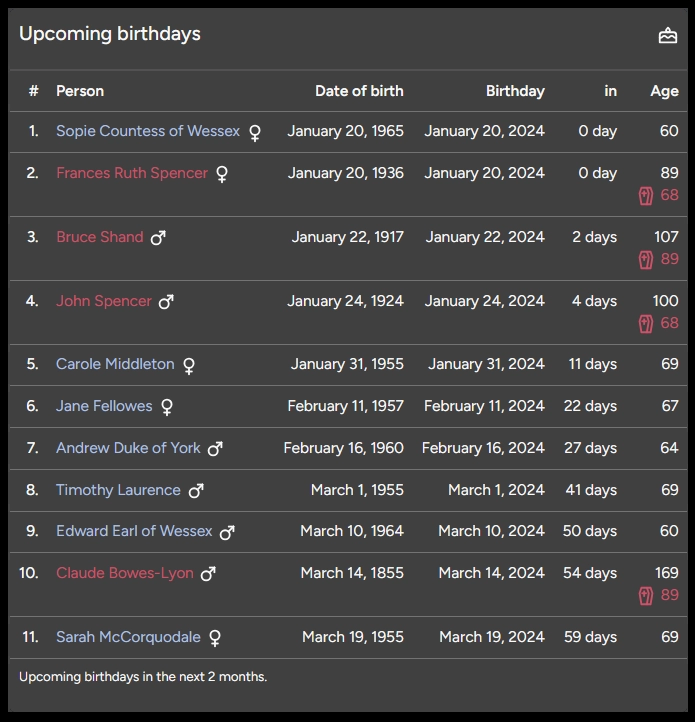 Upcoming birthdays
# Person Date of birth Birthday in Age
1. Sopie Countess of Wessex ♀ January 20, 1965 January 20, 2024 0 day 60
2. Frances Ruth Spencer ♀ January 20, 1936 January 20, 2024 0 day 89
68
3. Bruce Shand ♂ January 22, 1917 January 22, 2024 2 days 107
89
4. John Spencer ♂ January 24, 1924 January 24, 2024 4 days 100
68
5. Carole Middleton ♀ January 31, 1955 January 31, 2024 11 days 69
6. Jane Fellowes ♀ February 11, 1957 February 11, 2024 22 days 67
7. Andrew Duke of York ♂ February 16, 1960 February 16, 2024 27 days 64
8. Timothy Laurence ♂ March 1, 1955 March 1, 2024 41 days 69
9. Edward Earl of Wessex ♂ March 10, 1964 March 10, 2024 50 days 60
10. Claude Bowes-Lyon ♂ March 14, 1855 March 14, 2024 54 days 169
89
11. Sarah McCorquodale ♀ March 19, 1955 March 19, 2024 59 days 69
Upcoming birthdays in the next 2 months.